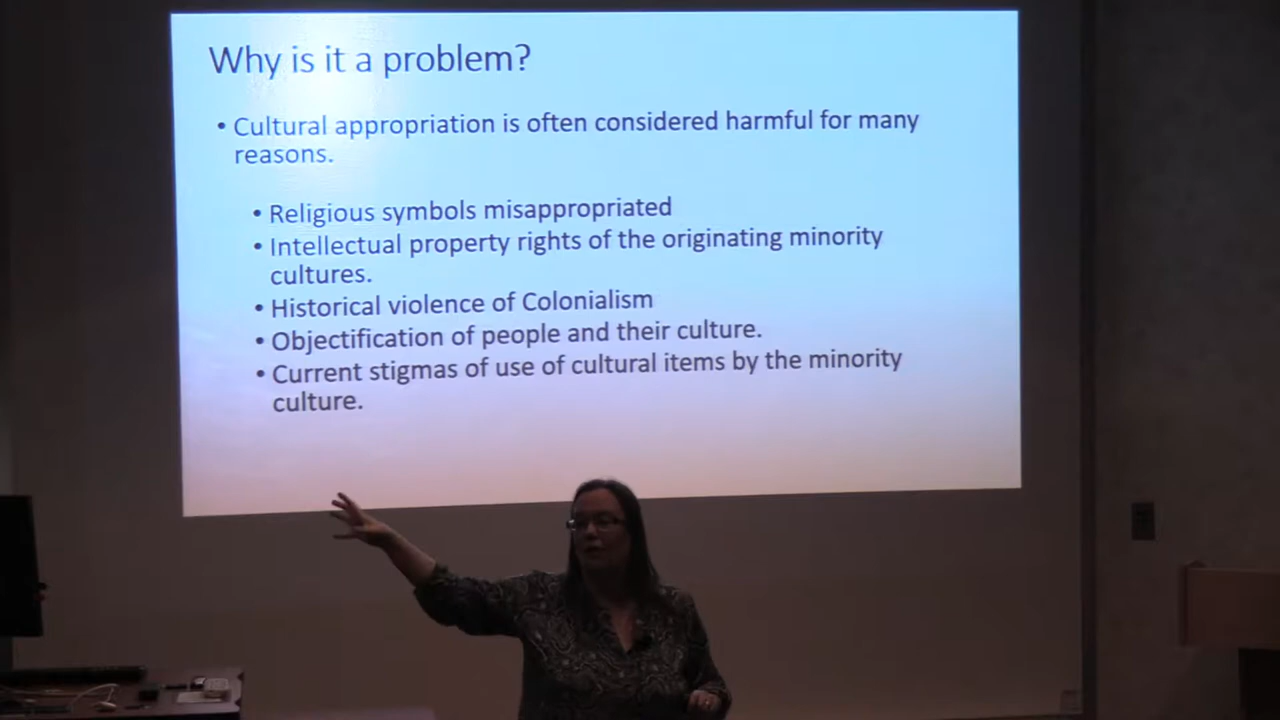 Why is it a problem?
• Cultural appropriation is often considered harmful for many
reasons.
• Religious symbols misappropriated
• Intellectual property rights of the originating minority
cultures.
• Historical violence of Colonialism
• Objectification of people and their culture.
• Current stigmas of use of cultural items by the minority
culture.